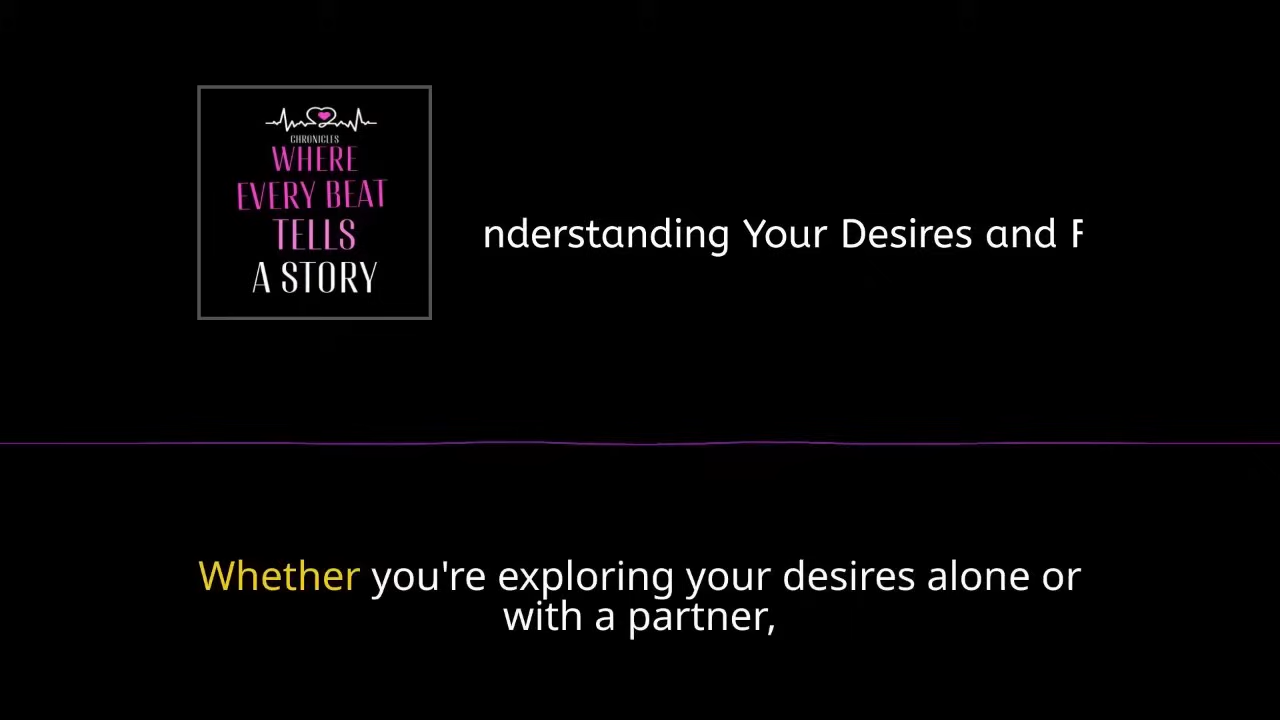 CHRONICLES
WHERE
EVERY BEAT
TELLS
A STORY
nderstanding Your Desires and F
Whether you're exploring your desires alone or
with a partner,